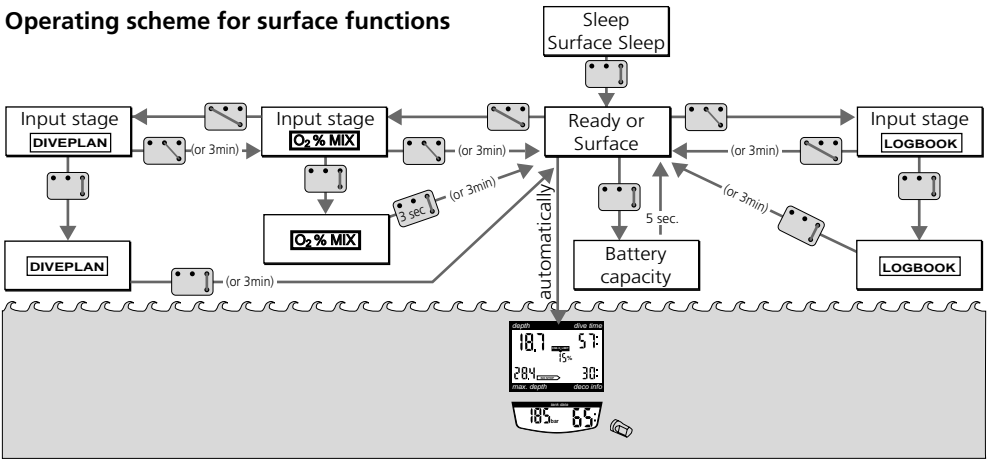 Operating scheme for surface functions
Sleep
Surface Sleep
Input stage
DIVEPLAN
Input stage
O₂ % MIX
Ready or
Surface
Input stage
LOGBOOK
(or 3min)
(or 3min)
(or 3min)
3 sec
(or 3min)
(or 3min)
O₂ % MIX
DIVEPLAN
(or 3min)
automatically
5 sec.
Battery
capacity
LOGBOOK
depth dive time
18.7 57:
15%
28.4 30:
max. depth deco info
185 bar 65: